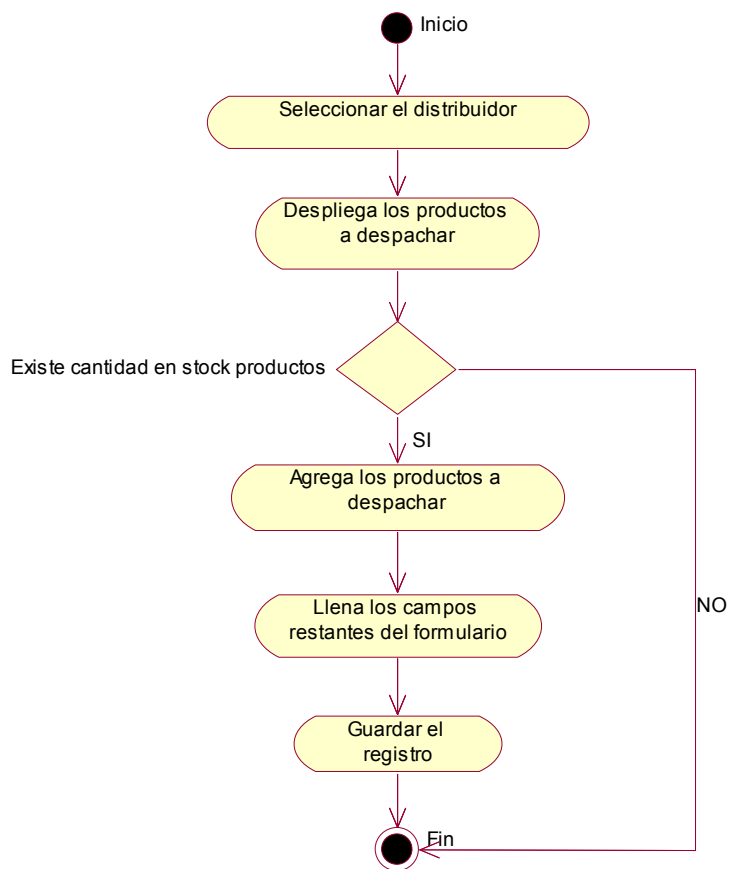 Inicio
Seleccionar el distribuidor
Despliega los productos
a despachar
Existe cantidad en stock productos
SI
Agrega los productos a
despachar
Llena los campos
restantes del formulario
NO
Guardar el
registro
Fin